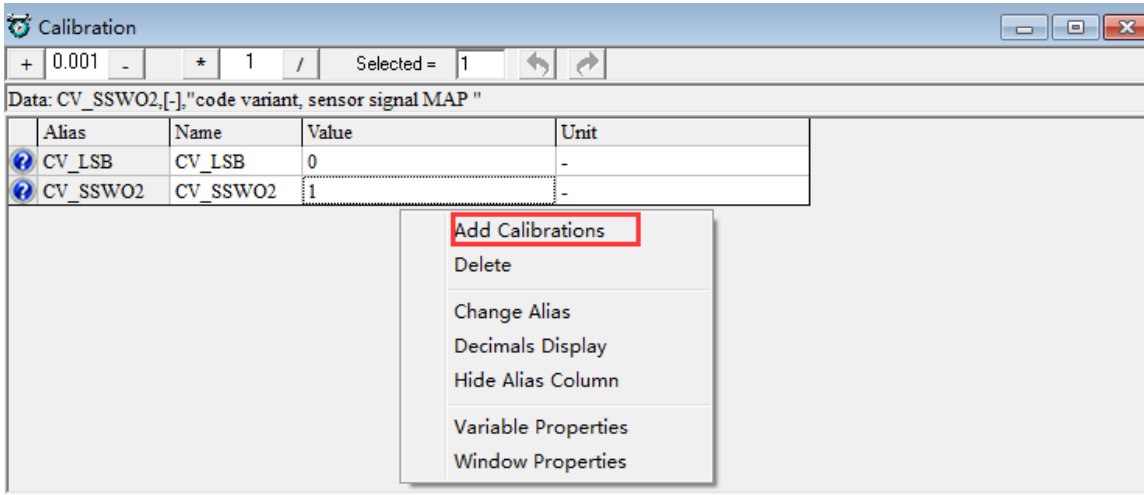 Calibration
+ 0.001 - * 1 / Selected = 1
Data: CV_SSWO2,[-],"code variant, sensor signal MAP "
Alias Name Value Unit
CV_LSB CV_LSB 0 -
CV_SSWO2 CV_SSWO2 1 -
Add Calibrations
Delete
Change Alias
Decimals Display
Hide Alias Column
Variable Properties
Window Properties